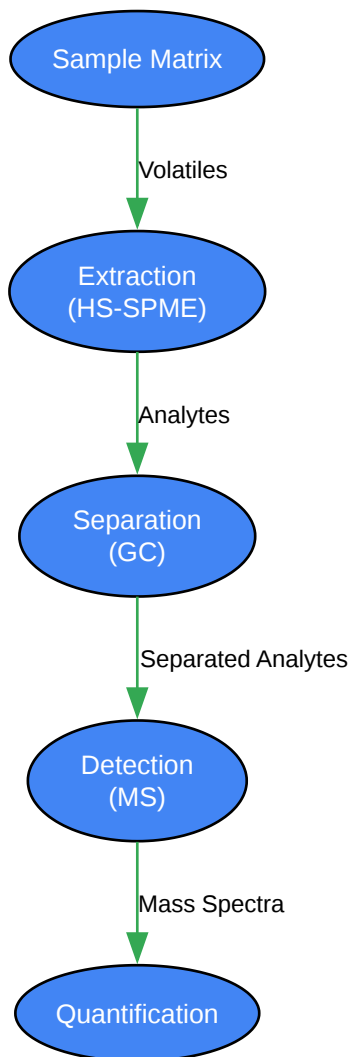 Sample Matrix
Volatiles
Extraction
(HS-SPME)
Analytes
Separation
(GC)
Separated Analytes
Detection
(MS)
Mass Spectra
Quantification